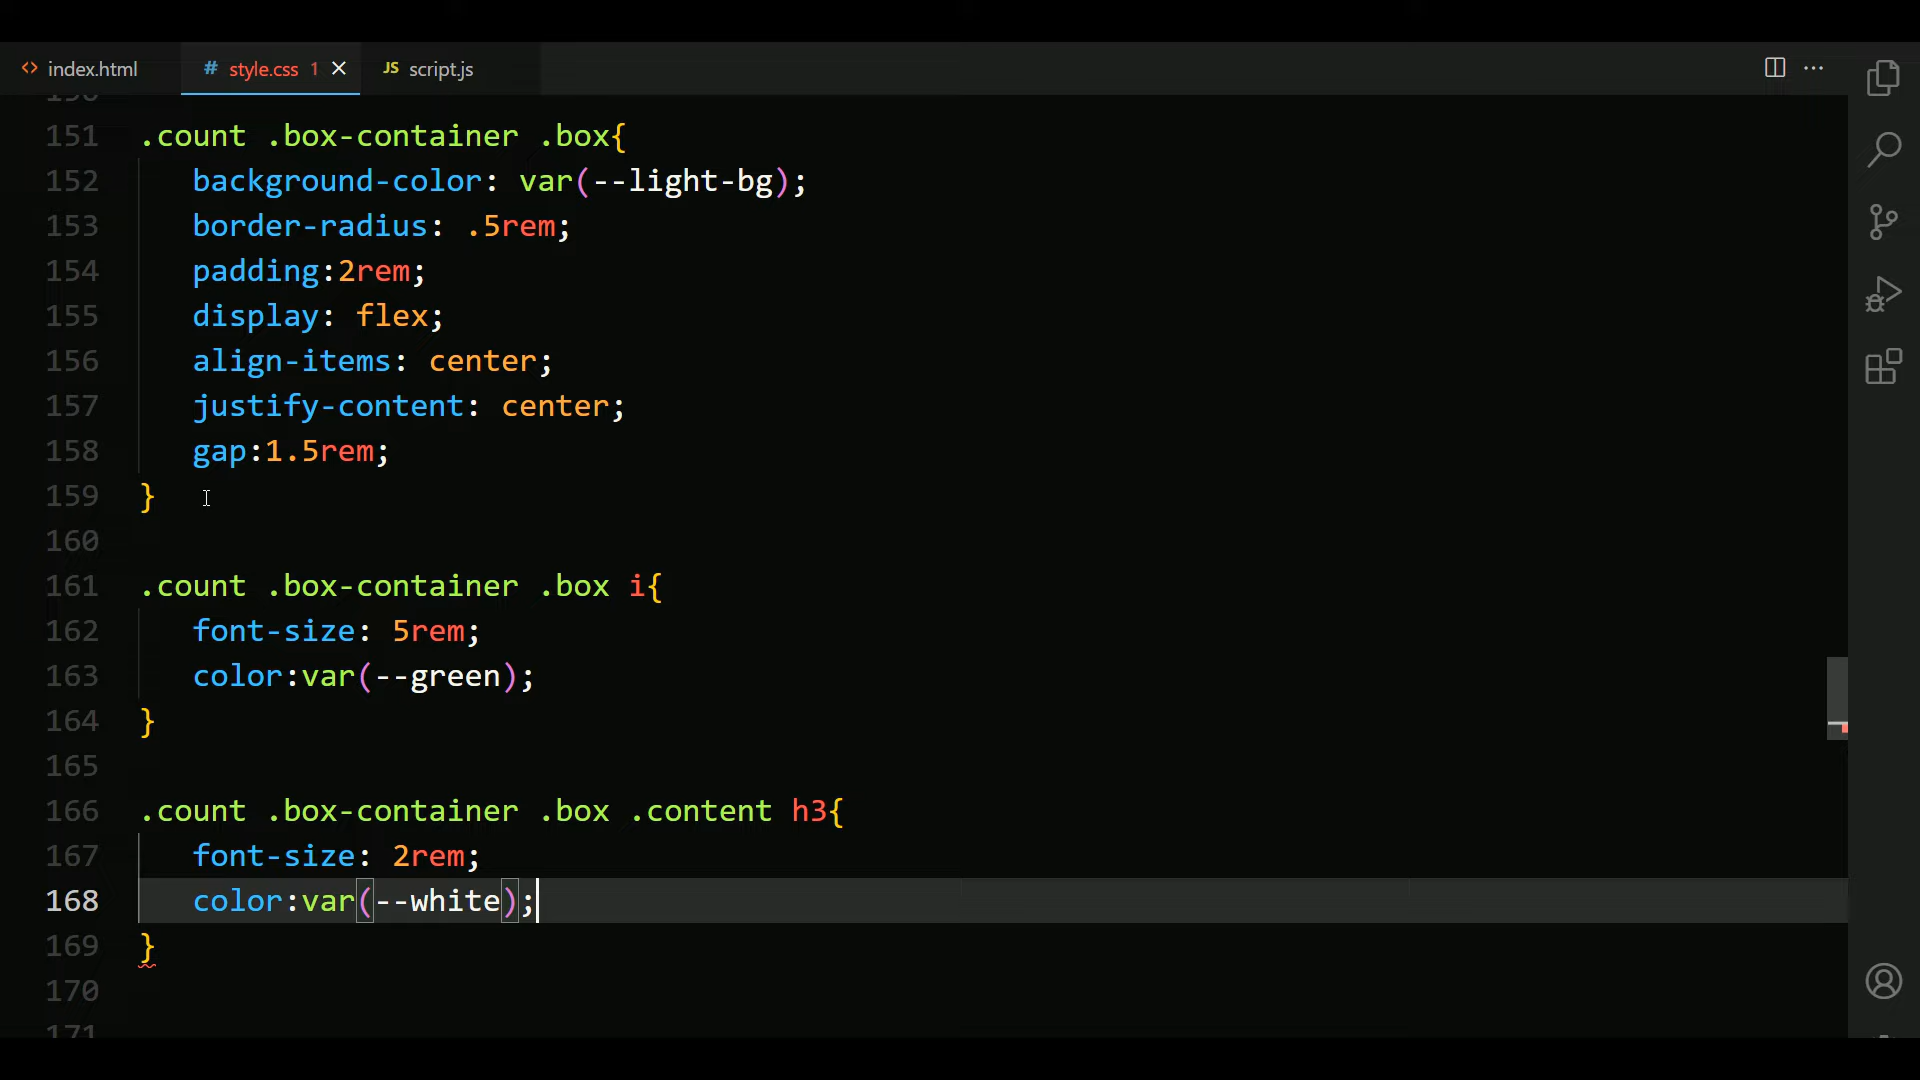 <> index.html # style.css 1 × JS script.js ...
150
151 .count .box-container .box{
152 background-color: var(--light-bg);
153 border-radius: .5rem;
154 padding:2rem;
155 display: flex;
156 align-items: center;
157 justify-content: center;
158 gap:1.5rem;
159 }
160
161 .count .box-container .box i{
162 font-size: 5rem;
163 color:var(--green);
164 }
165
166 .count .box-container .box .content h3{
167 font-size: 2rem;
168 color:var(--white);
169 }
170
171